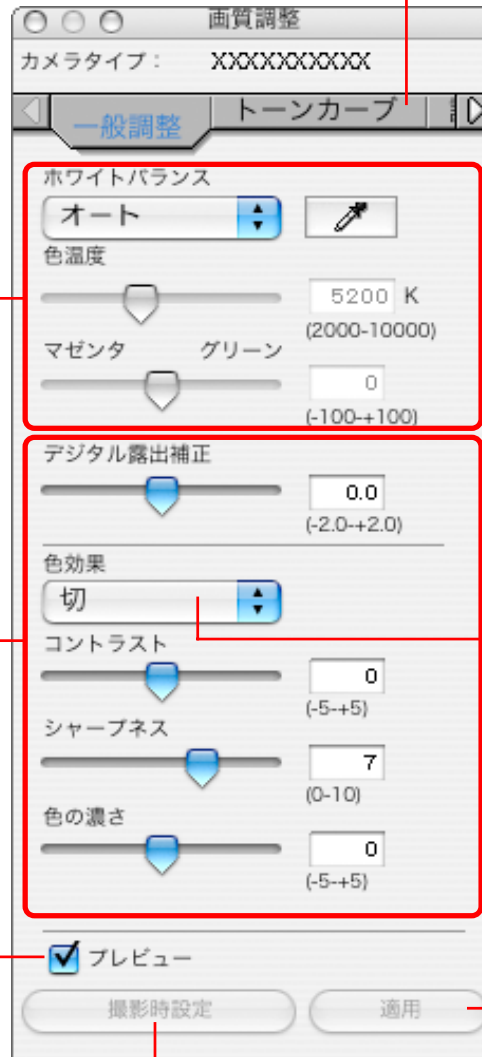 画質調整
カメラタイプ： XXXXXXXXXXX
一般調整 トーンカーブ
ホワイトバランス
オート
色温度
5200 K
(2000-10000)
マゼンタ グリーン
0
(-100-+100)
デジタル露出補正
0.0
(-2.0-+2.0)
色効果
切
コントラスト
0
(-5-+5)
シャープネス
7
(0-10)
色の濃さ
0
(-5-+5)
プレビュー
撮影時設定 適用